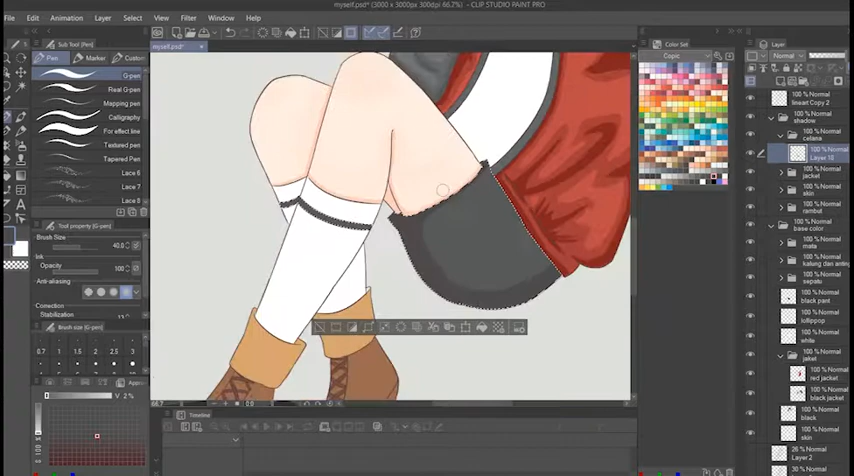 myself.psd* (3000 x 3000px 300dpi 66.7%) - CLIP STUDIO PAINT PRO
Edit Animation Layer Select View Filter Window Help
Sub Tool[Pen]
myself.psd*
Color Set
Layer
Pen Marker Custom
Copic
Normal
G-pen
Real G-pen
Mapping pen
Calligraphy
For effect line
Textured pen
Tapered Pen
Lace 6
Lace 7
Lace 8
Tool property [G-pen]
G-pen
Brush Size 40.0
Ink
Opacity 100
Anti-aliasing
Correction
Stabilization
Brush size
0.7 1 1.5 2 2.5 3
V 2%
66.7
Timeline
100 % Normal
lineart Copy 2
100 % Normal
shadow
100 % Normal
celana
100 % Normal
Layer 10
100 % Normal
jacket
100 % Normal
skin
100 % Normal
rambut
100 % Normal
base color
100 % Normal
mata
100 % Normal
100 % Normal
sepatu
100 % Normal
black pant
100 % Normal
lollippop
100 % Normal
white
100 % Normal
jaket
100 % Normal
red jacket
100 % Normal
black jacket
100 % Normal
black
100 % Normal
skin
26 % Normal
Layer 2